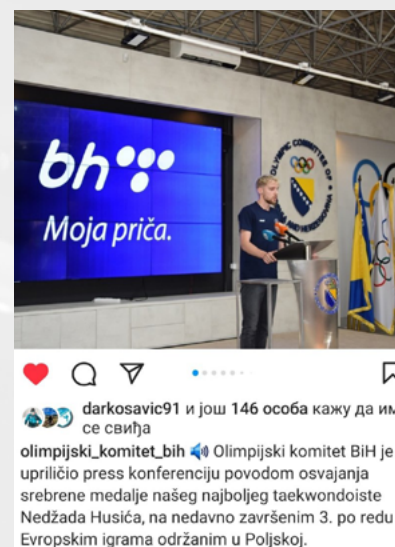 bh
Moja priča.
OLYMPIC COMMITTEE OF
AND HERZEGOVINA
darkosavic91 и још 146 особа кажу да им
се свиђа
olimpijski_komitet_bih Olimpijski komitet BiH je
upriličio press konferenciju povodom osvajanja
srebrene medalje našeg najboljeg taekwondoiste
Nedžada Husića, na nedavno završenim 3. po redu
Evropskim igrama održanim u Poljskoj.